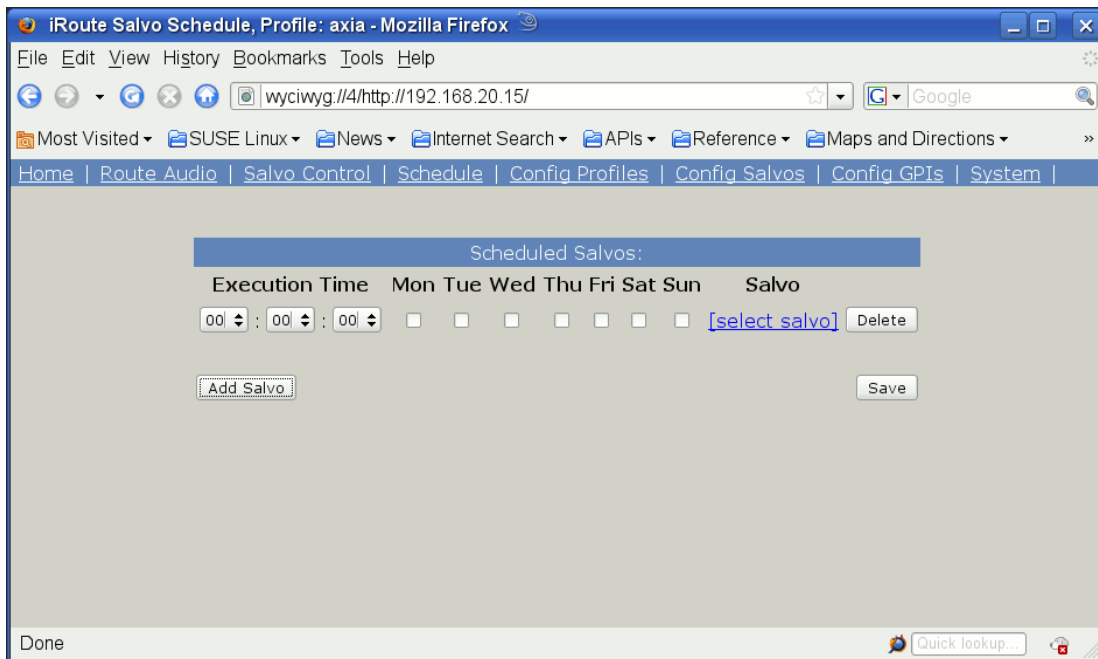 iRoute Salvo Schedule, Profile: axia - Mozilla Firefox
File Edit View History Bookmarks Tools Help
wyciwyg://4/http://192.168.20.15/ G Google
Most Visited SUSE Linux News Internet Search APIs Reference Maps and Directions »
Home | Route Audio | Salvo Control | Schedule | Config Profiles | Config Salvos | Config GPIs | System |
Scheduled Salvos:
Execution Time Mon Tue Wed Thu Fri Sat Sun Salvo
00 : 00 : 00 [select salvo] Delete
Add Salvo Save
Done Quick lookup...